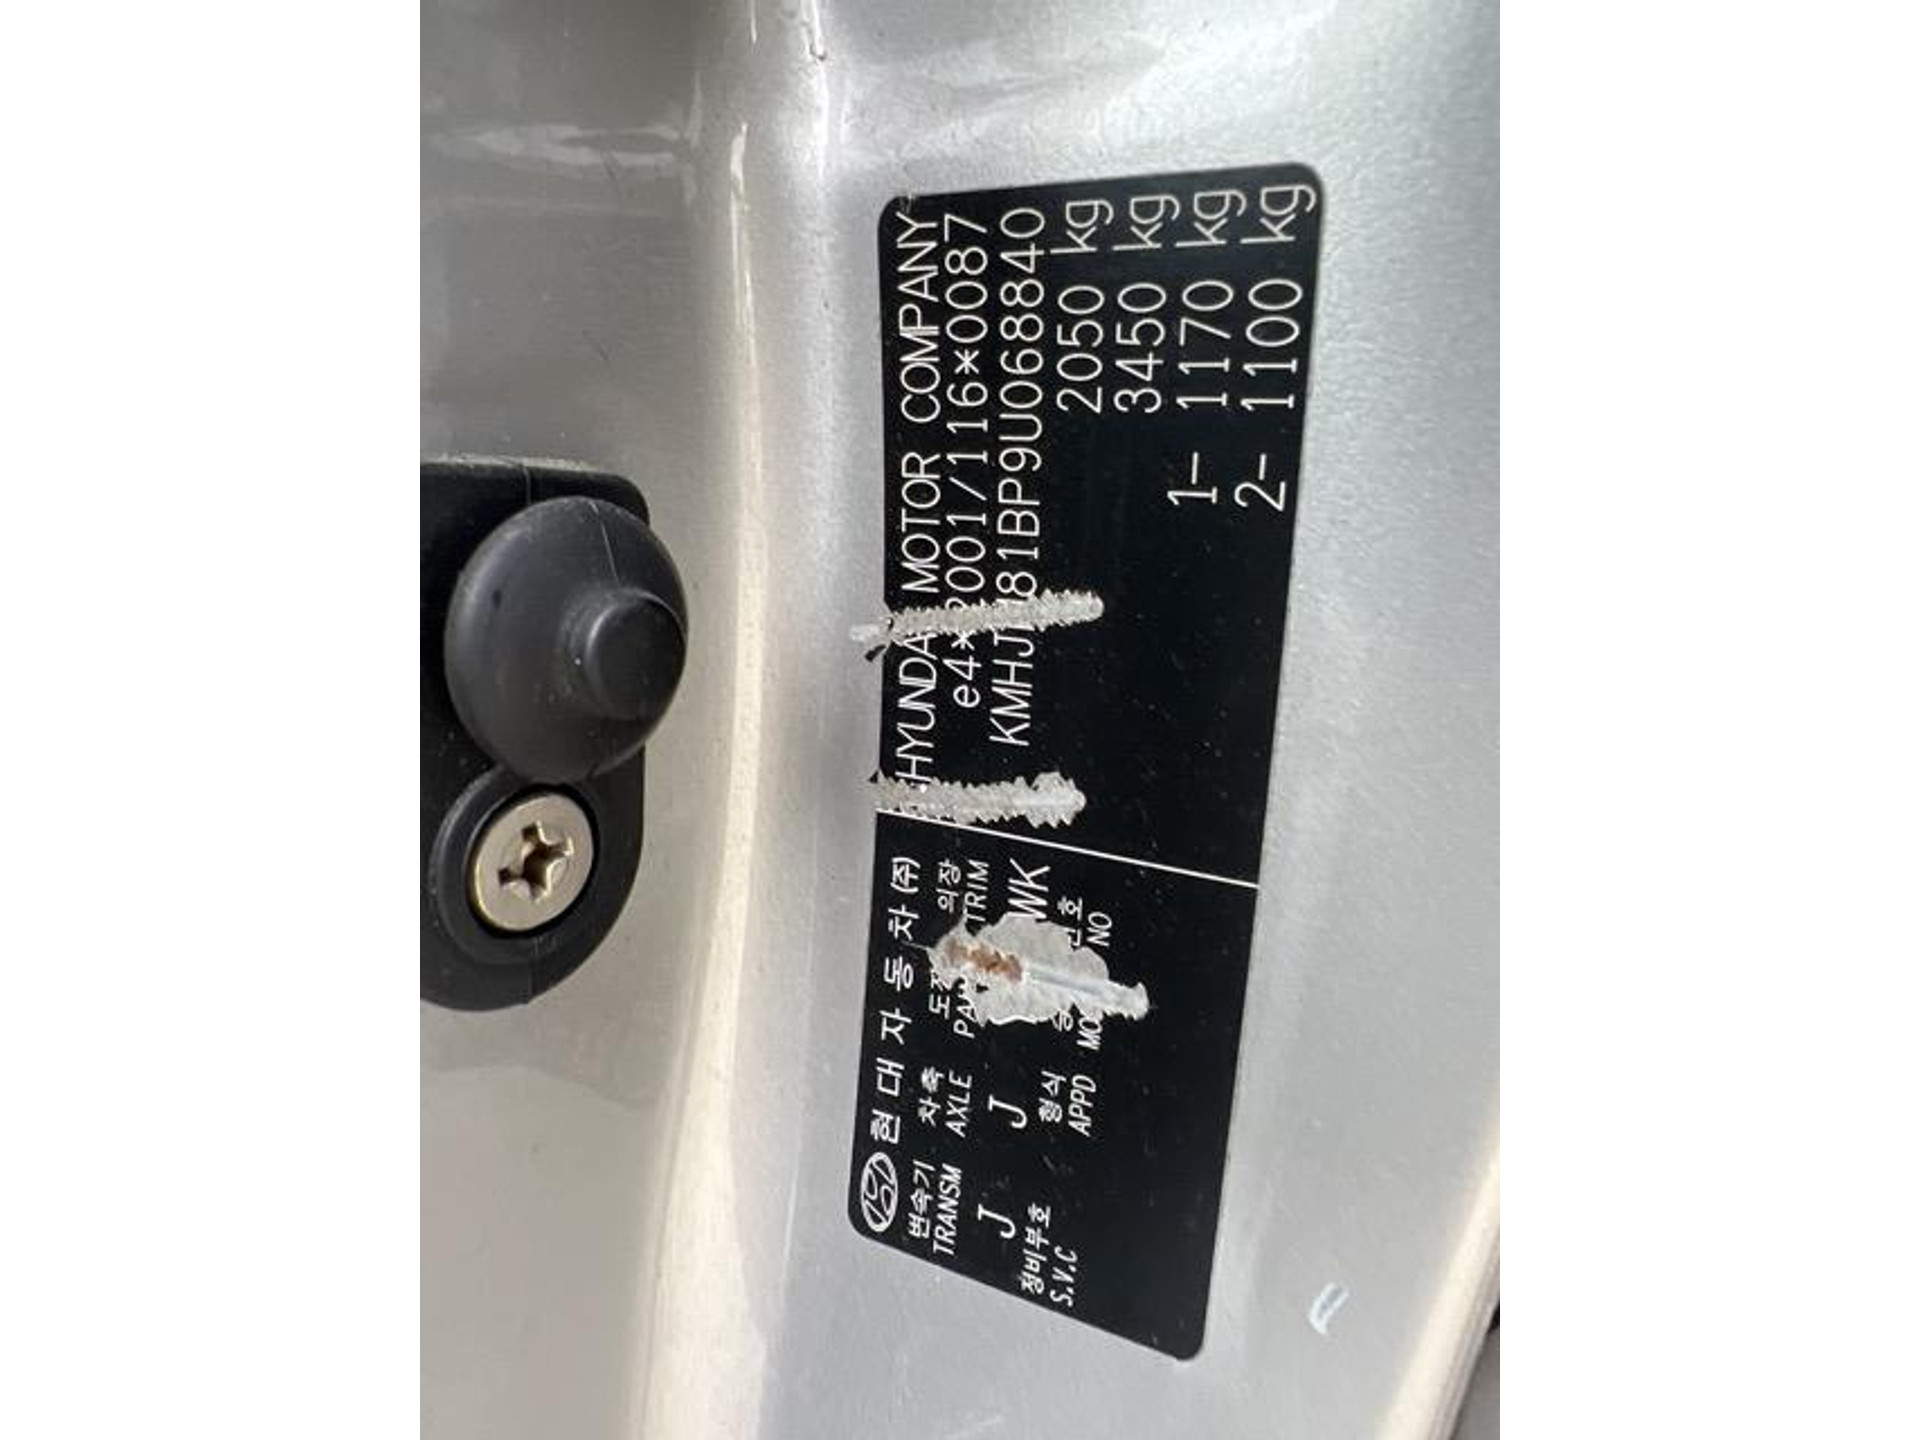 현대자동차(주)
변속기 차축 의장
TRANSM AXLE TRIM
J J WK
정비부호 형식
S.V.C APPD NO
HYUNDAI MOTOR COMPANY
e4*2001/116*0087
2050 kg
3450 kg
1- 1170 kg
2- 1100 kg